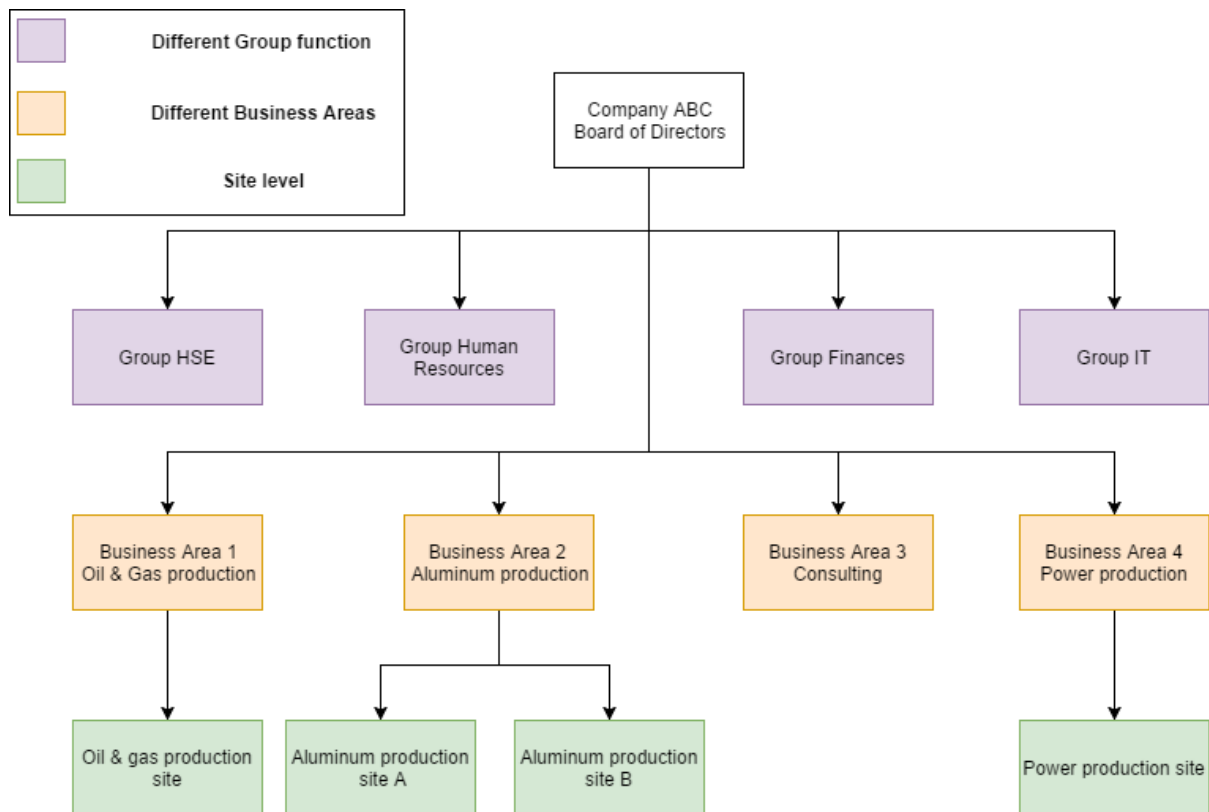 Different Group function
Different Business Areas
Site level
Company ABC
Board of Directors
Group HSE
Group Human
Resources
Group Finances
Group IT
Business Area 1
Oil & Gas production
Business Area 2
Aluminum production
Business Area 3
Consulting
Business Area 4
Power production
Oil & gas production
site
Aluminum production
site A
Aluminum production
site B
Power production site